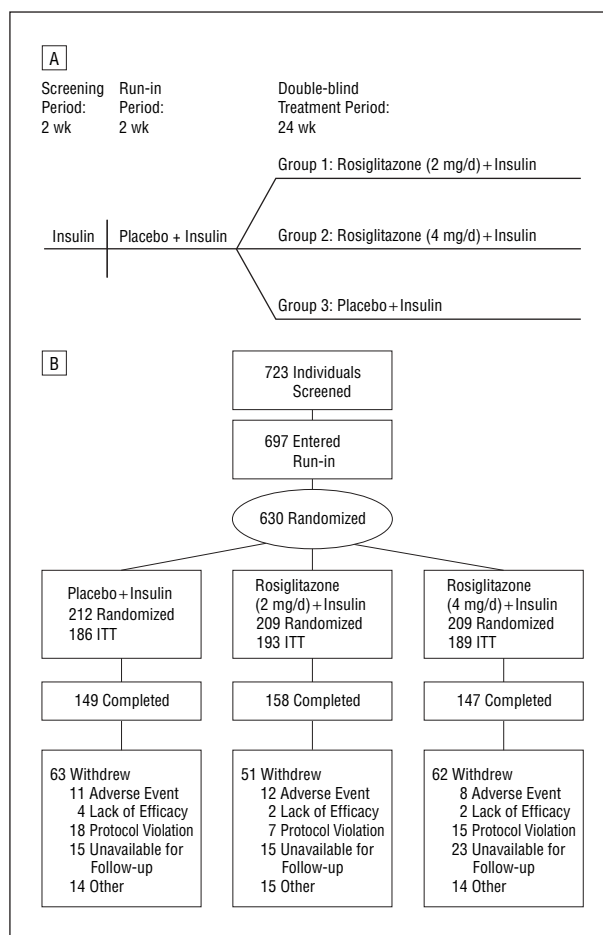 A
Screening
Period:
2 wk
Run-in
Period:
2 wk
Double-blind
Treatment Period:
24 wk
Group 1: Rosiglitazone (2 mg/d)+Insulin
Insulin
Placebo + Insulin
Group 2: Rosiglitazone (4 mg/d)+Insulin
Group 3: Placebo+Insulin
B
723 Individuals
Screened
697 Entered
Run-in
630 Randomized
Placebo+Insulin
212 Randomized
186 ITT
Rosiglitazone
(2 mg/d)+Insulin
209 Randomized
193 ITT
Rosiglitazone
(4 mg/d)+Insulin
209 Randomized
189 ITT
149 Completed
158 Completed
147 Completed
63 Withdrew
11 Adverse Event
4 Lack of Efficacy
18 Protocol Violation
15 Unavailable for
Follow-up
14 Other
51 Withdrew
12 Adverse Event
2 Lack of Efficacy
7 Protocol Violation
15 Unavailable for
Follow-up
15 Other
62 Withdrew
8 Adverse Event
2 Lack of Efficacy
15 Protocol Violation
23 Unavailable for
Follow-up
14 Other